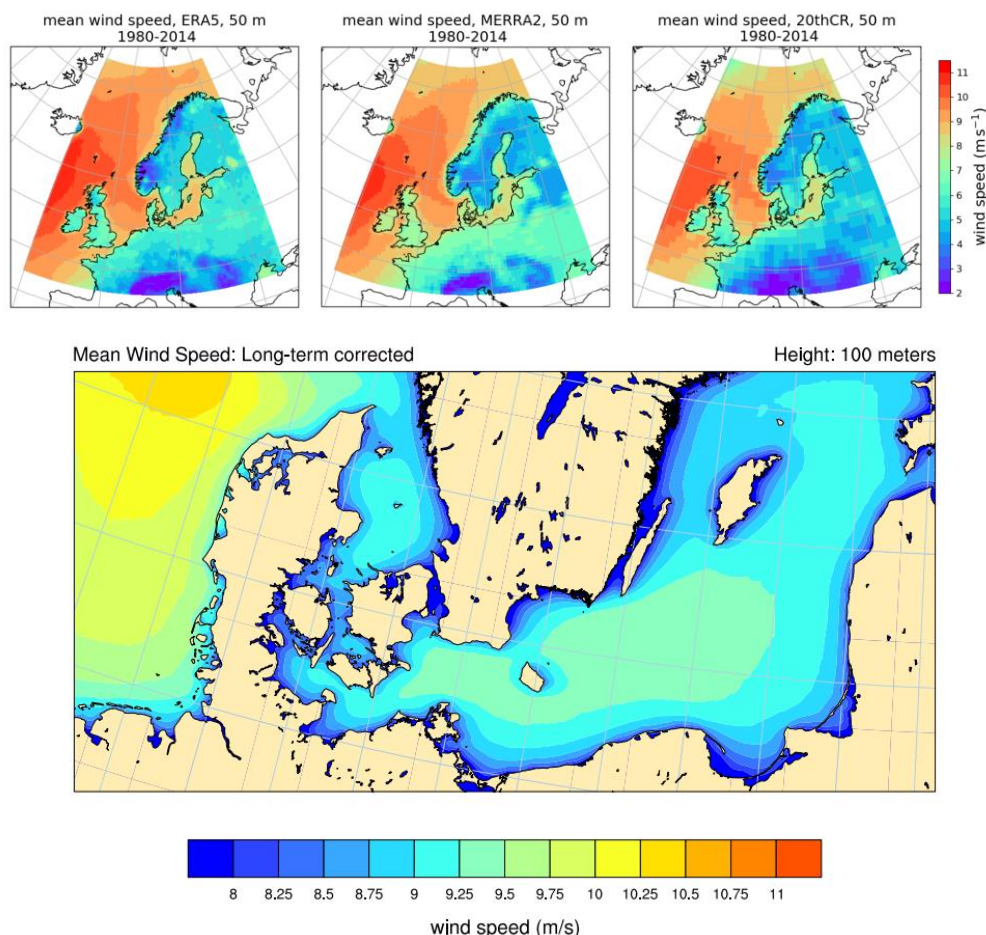 mean wind speed, ERA5, 50 m
1980-2014
mean wind speed, MERRA2, 50 m
1980-2014
mean wind speed, 20thCR, 50 m
1980-2014
11
10
9
8
7
6
5
4
3
2
wind speed (m s⁻¹)
Mean Wind Speed: Long-term corrected
Height: 100 meters
8 8.25 8.5 8.75 9 9.25 9.5 9.75 10 10.25 10.5 10.75 11
wind speed (m/s)